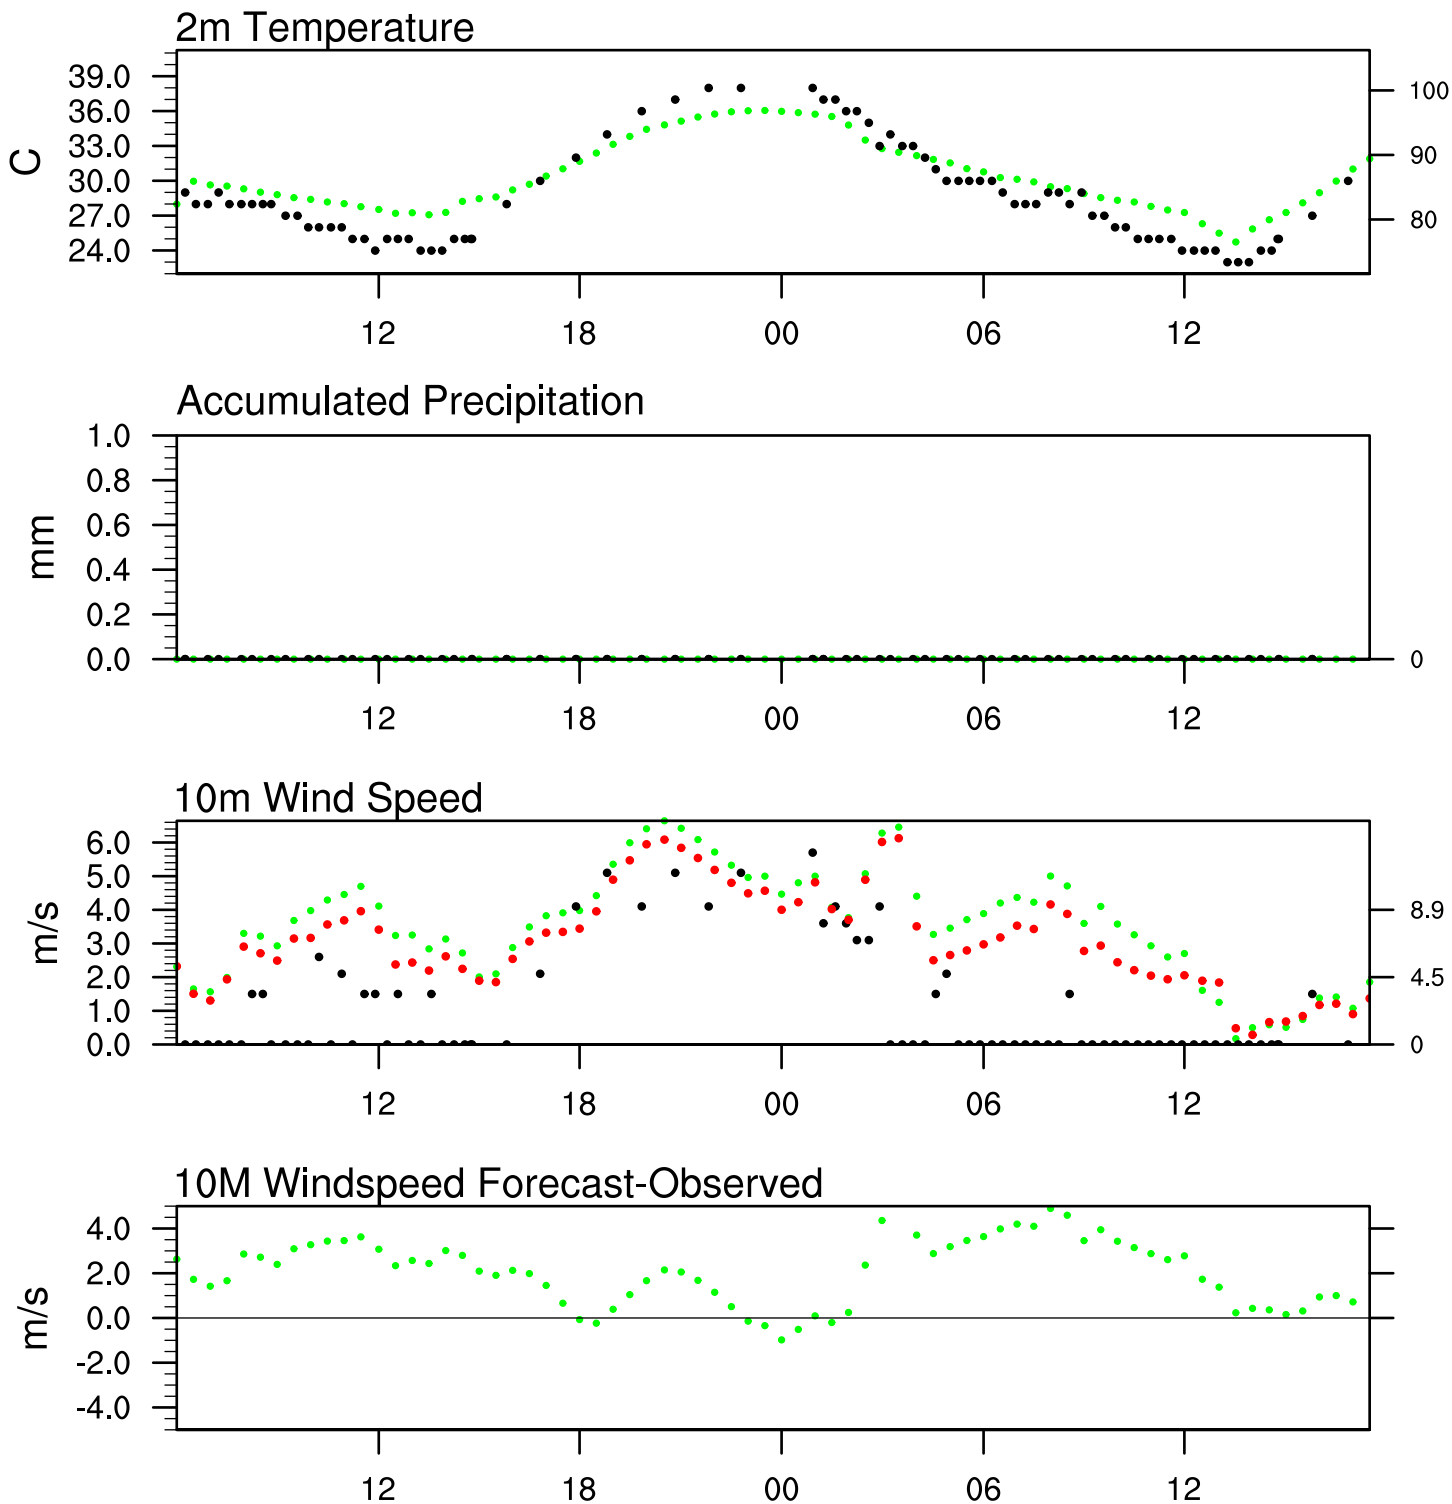 2m Temperature
39.0
36.0
33.0
30.0
27.0
24.0
C
100
90
80
12 18 00 06 12
Accumulated Precipitation
1.0
0.8
0.6
0.4
0.2
0.0
mm
0
12 18 00 06 12
10m Wind Speed
6.0
5.0
4.0
3.0
2.0
1.0
0.0
m/s
8.9
4.5
0
12 18 00 06 12
10M Windspeed Forecast-Observed
4.0
2.0
0.0
-2.0
-4.0
m/s
12 18 00 06 12